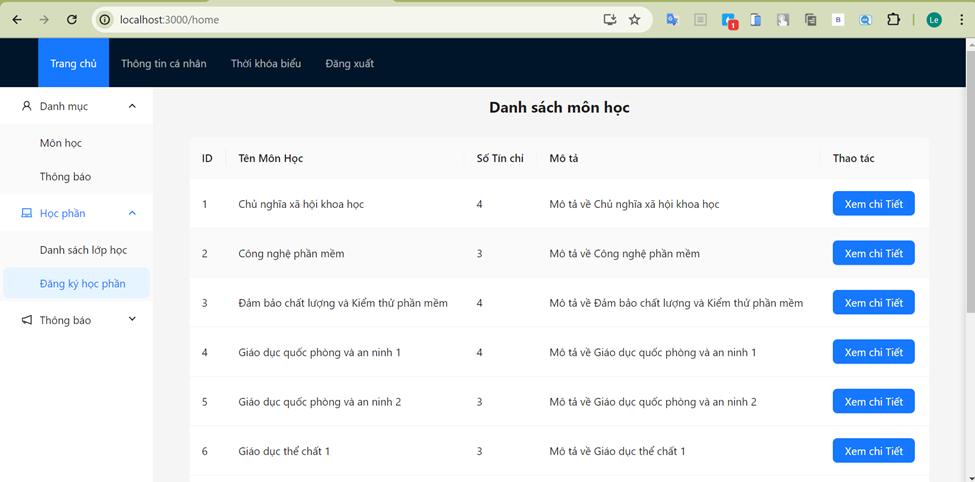 localhost:3000/home
1
B
Le
Trang chủ Thông tin cá nhân Thời khóa biểu Đăng xuất
Danh mục
Môn học
Thông báo
Học phần
Danh sách lớp học
Đăng ký học phần
Thông báo
Danh sách môn học
ID Tên Môn Học Số Tín chỉ Mô tả Thao tác
1 Chủ nghĩa xã hội khoa học 4 Mô tả về Chủ nghĩa xã hội khoa học Xem chi Tiết
2 Công nghệ phần mềm 3 Mô tả về Công nghệ phần mềm Xem chi Tiết
3 Đảm bảo chất lượng và Kiểm thử phần mềm 4 Mô tả về Đảm bảo chất lượng và Kiểm thử phần mềm Xem chi Tiết
4 Giáo dục quốc phòng và an ninh 1 4 Mô tả về Giáo dục quốc phòng và an ninh 1 Xem chi Tiết
5 Giáo dục quốc phòng và an ninh 2 3 Mô tả về Giáo dục quốc phòng và an ninh 2 Xem chi Tiết
6 Giáo dục thể chất 1 3 Mô tả về Giáo dục thể chất 1 Xem chi Tiết